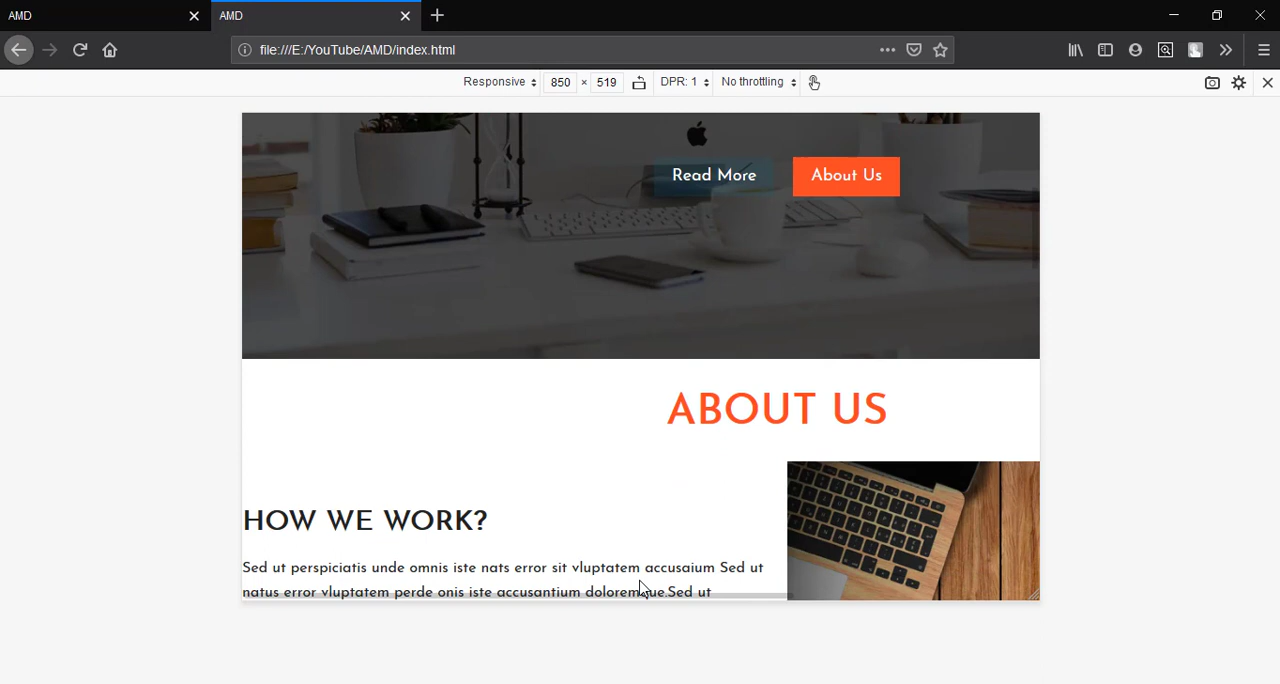 AMD
AMD
file:///E:/YouTube/AMD/index.html
Responsive 850 × 519 DPR: 1 No throttling
Read More
About Us
ABOUT US
HOW WE WORK?
Sed ut perspiciatis unde omnis iste nats error sit vluptatem accusaium Sed ut
natus error vluptatem perde onis iste accusantium doloremque.Sed ut